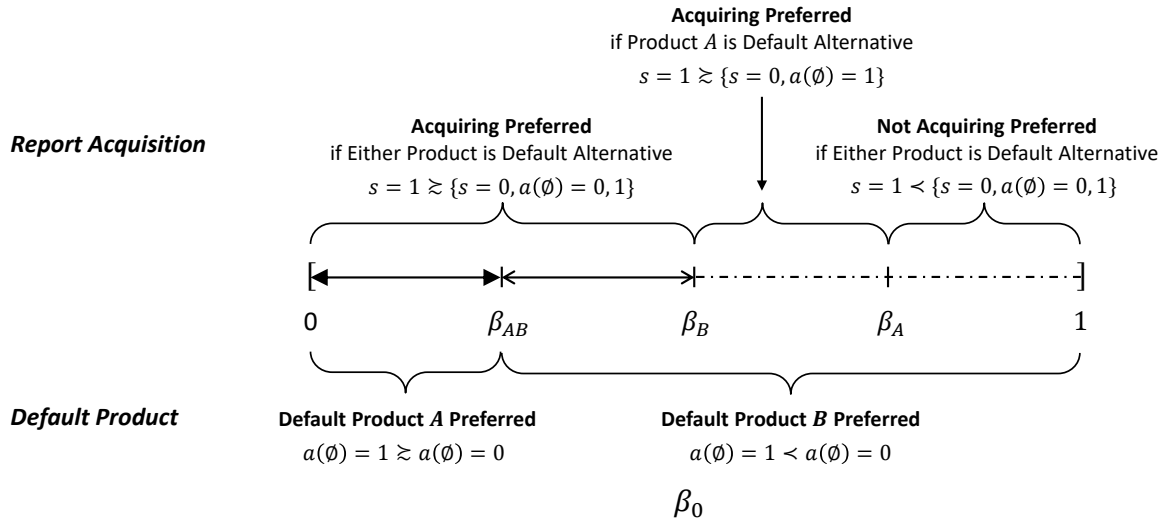 Acquiring Preferred
if Product A is Default Alternative
s = 1 ≿ {s = 0, a(∅) = 1}
Report Acquisition
Acquiring Preferred
if Either Product is Default Alternative
s = 1 ≿ {s = 0, a(∅) = 0,1}
Not Acquiring Preferred
if Either Product is Default Alternative
s = 1 ≺ {s = 0, a(∅) = 0,1}
[ ]
0 β_AB β_B β_A 1
Default Product
Default Product A Preferred
a(∅) = 1 ≿ a(∅) = 0
Default Product B Preferred
a(∅) = 1 ≺ a(∅) = 0
β_0